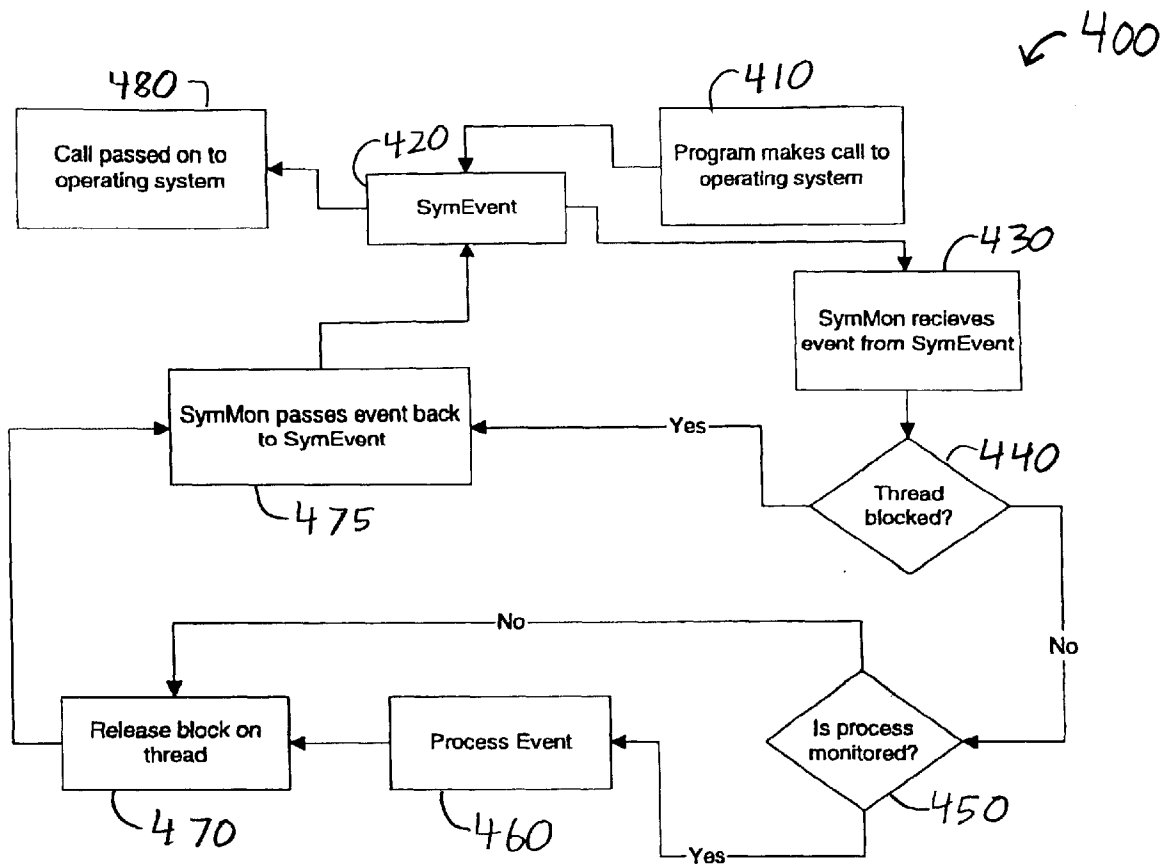 400
480
410
Call passed on to
operating system
420
Program makes call to
operating system
SymEvent
430
SymMon recieves
event from SymEvent
SymMon passes event back
to SymEvent
Yes
440
Thread
blocked?
475
No
No
Release block on
thread
Process Event
Is process
monitored?
470
460
450
Yes